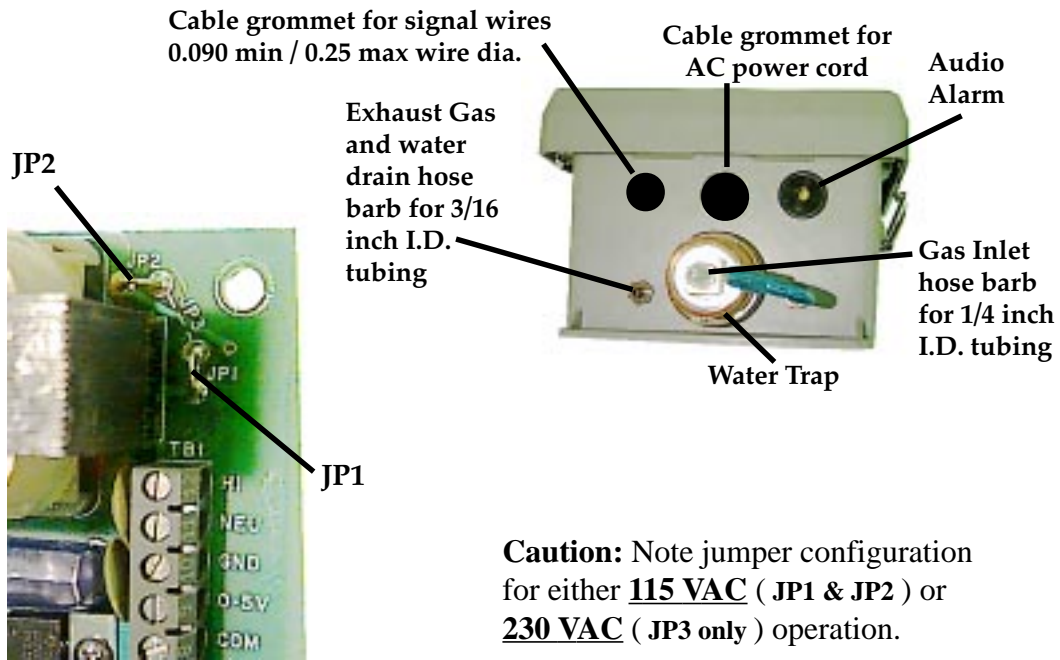 Cable grommet for signal wires
0.090 min / 0.25 max wire dia.
Cable grommet for
AC power cord
Audio
Alarm
Exhaust Gas
and water
drain hose
barb for 3/16
inch I.D.
tubing
JP2
Gas Inlet
hose barb
for 1/4 inch
I.D. tubing
Water Trap
JP2
JP3
JP1
JP1
TB1
HI
NEU
GND
0-5V
COM
Caution: Note jumper configuration
for either 115 VAC ( JP1 & JP2 ) or
230 VAC ( JP3 only ) operation.